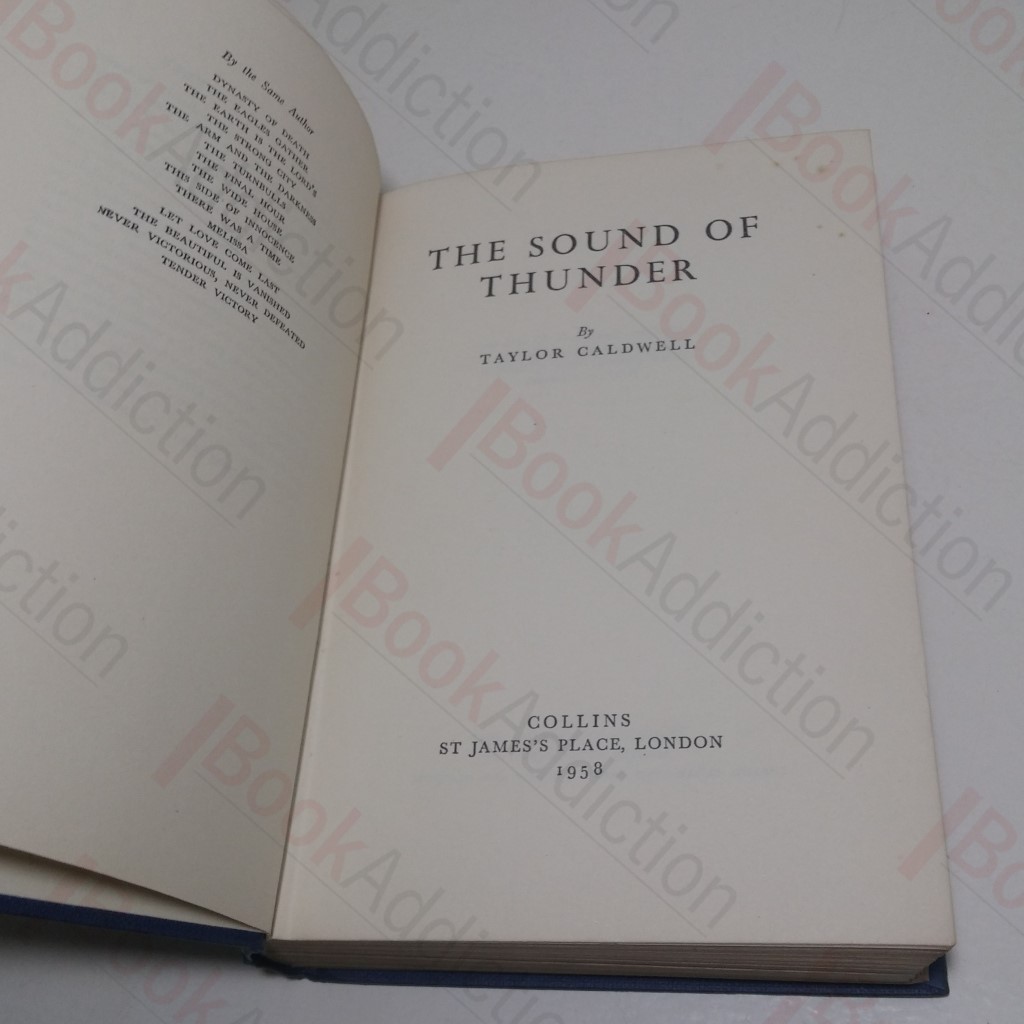 By the Same Author
DYNASTY OF DEATH
THE EAGLES GATHER
THE EARTH IS THE LORD'S
THE STRONG CITY
THE ARM AND THE DARKNESS
THE TURNBULLS
THE FINAL HOUR
THE WIDE HOUSE
THIS SIDE OF INNOCENCE
THERE WAS A TIME
MELISSA
LET LOVE COME LAST
THE BEAUTIFUL IS VANISHED
NEVER VICTORIOUS, NEVER DEFEATED
TENDER VICTORY
THE SOUND OF
THUNDER
By
TAYLOR CALDWELL
COLLINS
ST JAMES'S PLACE, LONDON
1958
BookAddiction